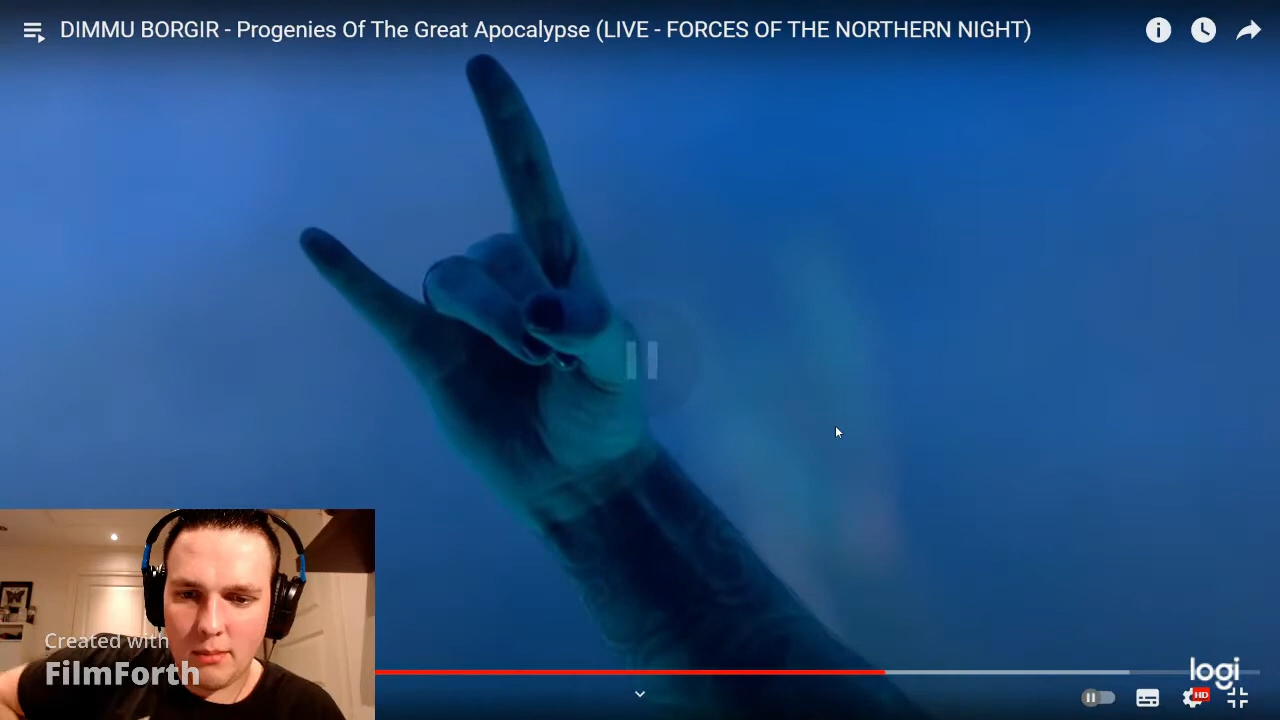 DIMMU BORGIR - Progenies Of The Great Apocalypse (LIVE - FORCES OF THE NORTHERN NIGHT)
Created with
FilmForth
logi
HD